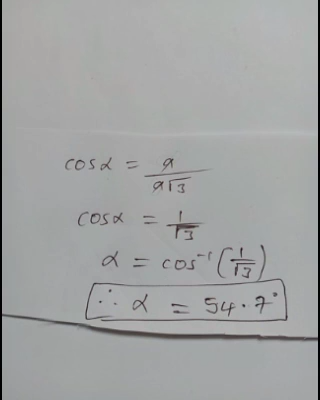 cosα = a / a√3
cosα = 1 / √3
α = cos⁻¹(1/√3)
∴ α = 54.7°